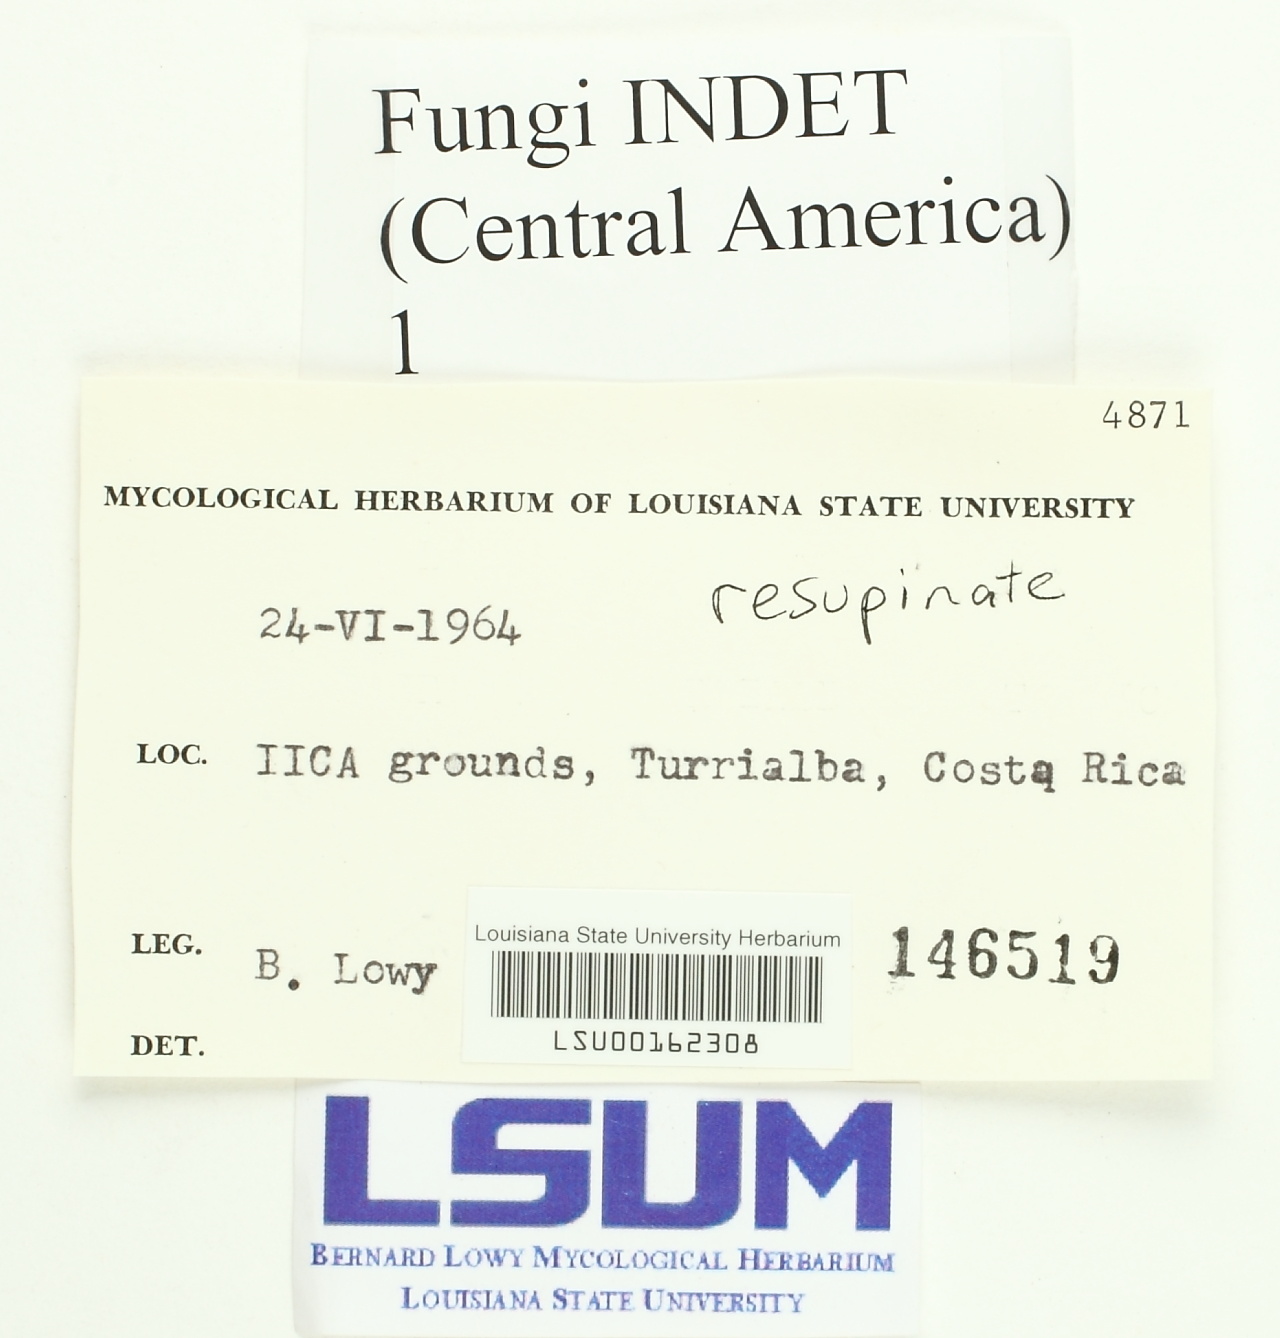 Fungi INDET
(Central America)
1
4871
MYCOLOGICAL HERBARIUM OF LOUISIANA STATE UNIVERSITY
resupinate
24-VI-1964
LOC. IICA grounds, Turrialba, Costa Rica
Louisiana State University Herbarium
LEG. B. Lowy 146519
LSU00162308
DET.
LSUM
BERNARD LOWY MYCOLOGICAL HERBARIUM
LOUISIANA STATE UNIVERSITY